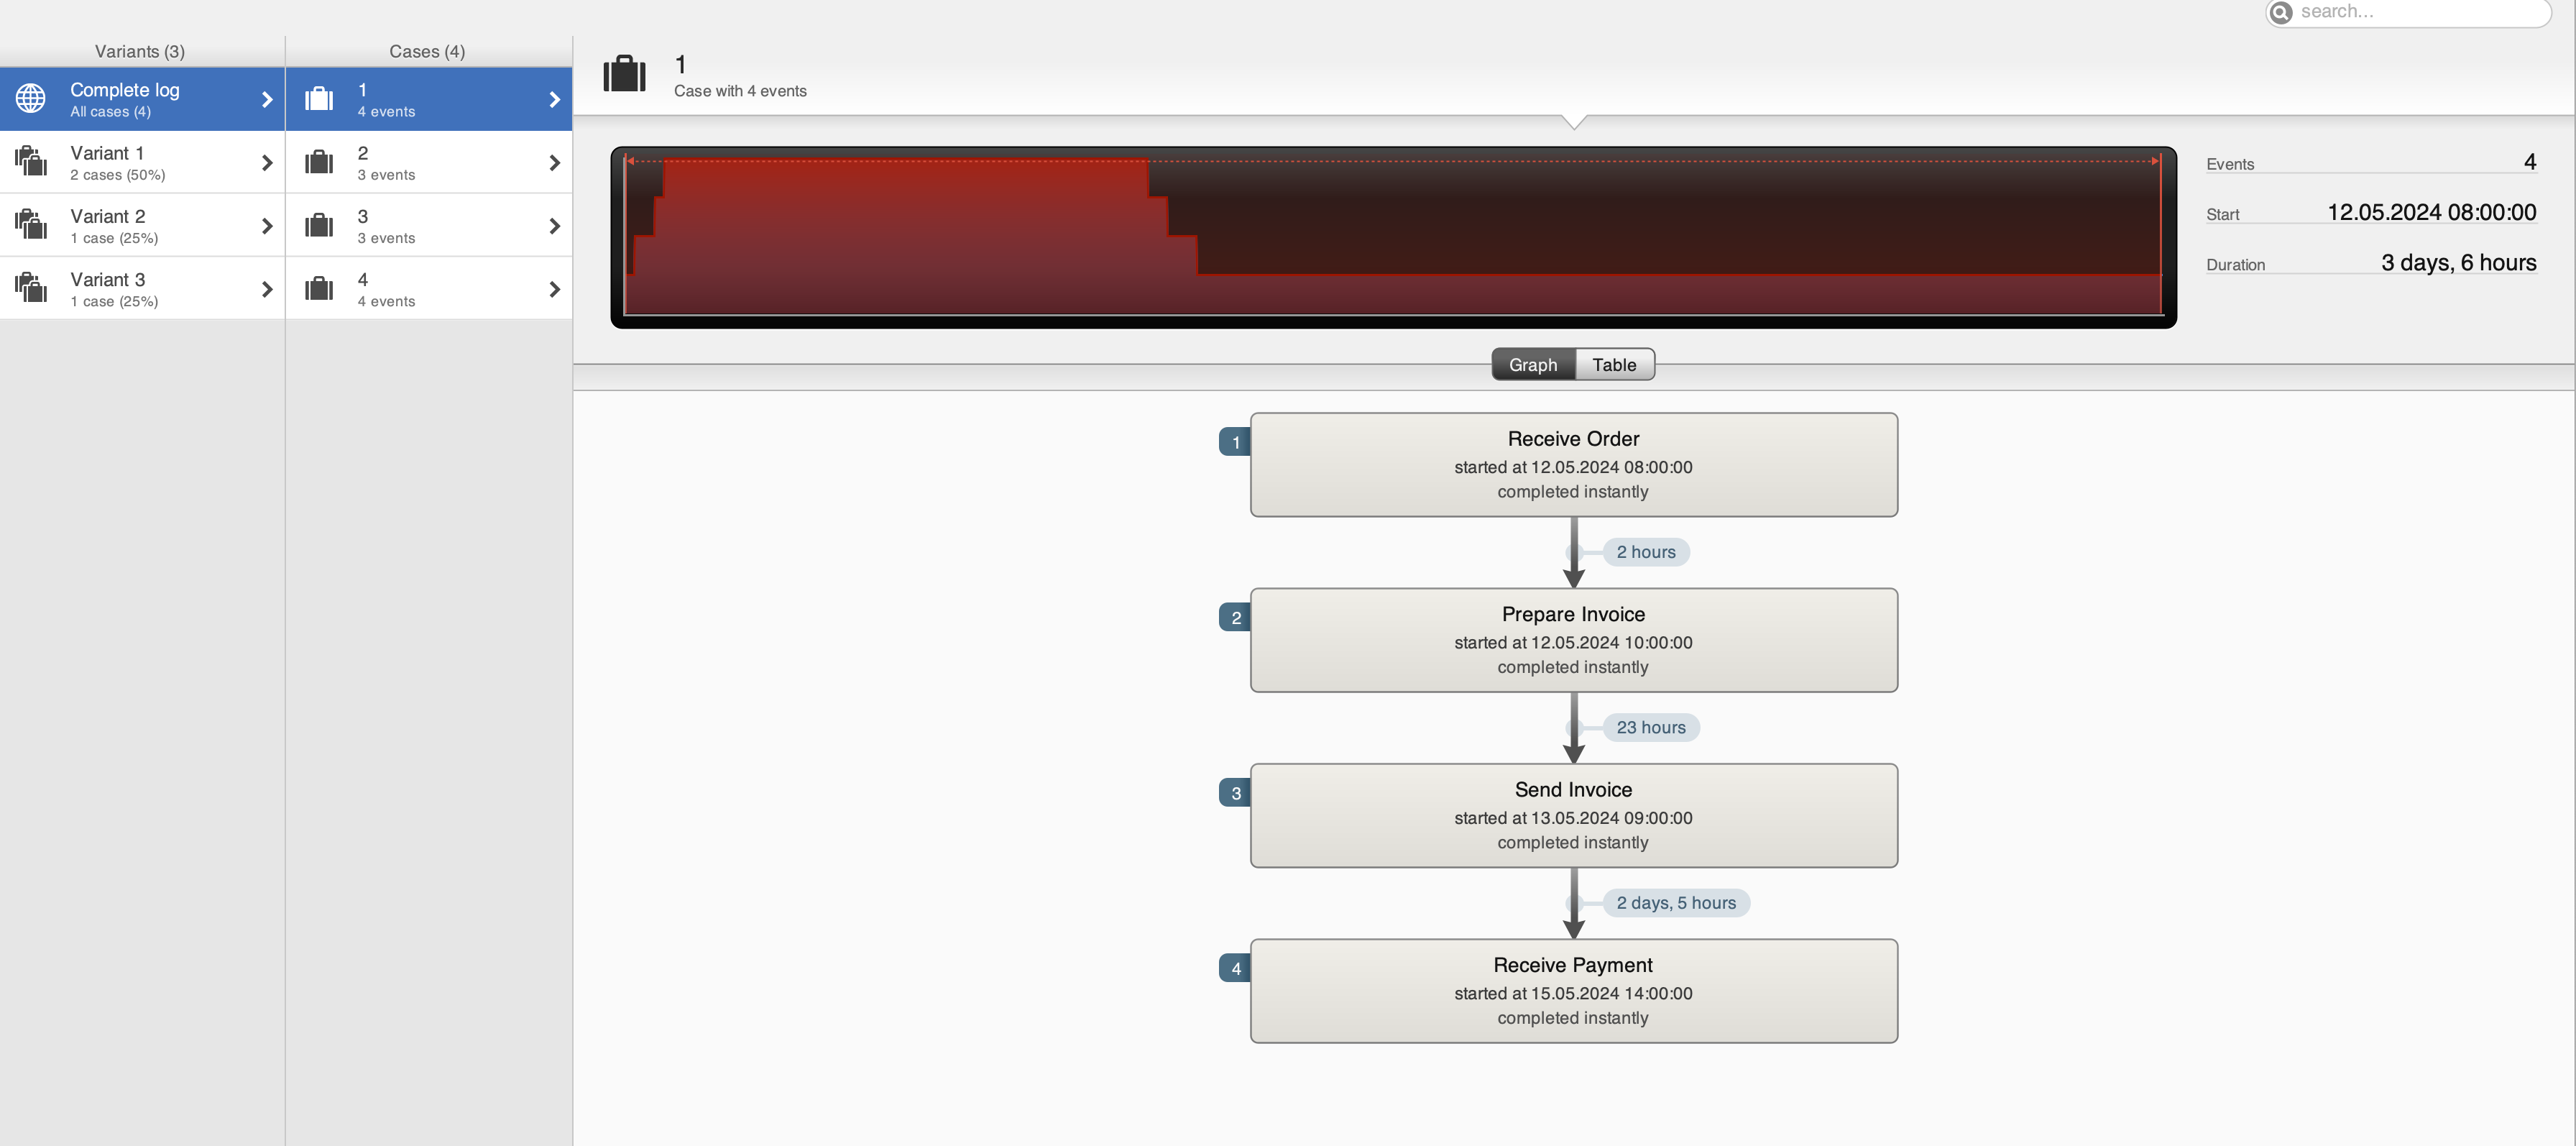 search...
Variants (3)
Cases (4)
Complete log
All cases (4)
Variant 1
2 cases (50%)
Variant 2
1 case (25%)
Variant 3
1 case (25%)
1
4 events
2
3 events
3
3 events
4
4 events
1
Case with 4 events
Events 4
Start 12.05.2024 08:00:00
Duration 3 days, 6 hours
Graph Table
1 Receive Order
started at 12.05.2024 08:00:00
completed instantly
2 hours
2 Prepare Invoice
started at 12.05.2024 10:00:00
completed instantly
23 hours
3 Send Invoice
started at 13.05.2024 09:00:00
completed instantly
2 days, 5 hours
4 Receive Payment
started at 15.05.2024 14:00:00
completed instantly